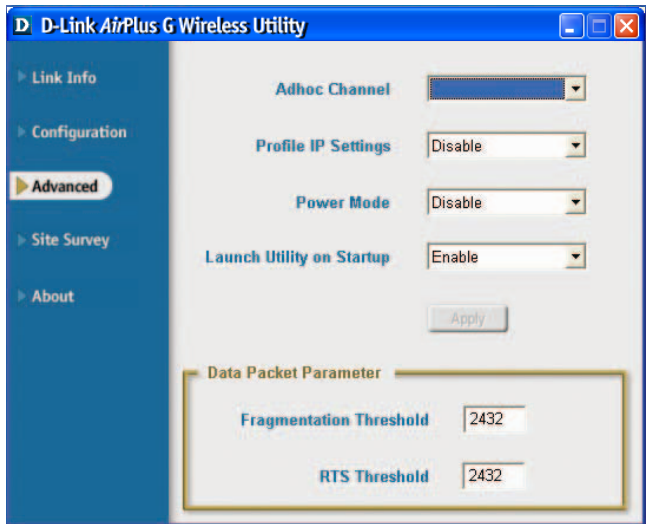 D D-Link AirPlus G Wireless Utility
Link Info
Configuration
Advanced
Site Survey
About
Adhoc Channel
Profile IP Settings Disable
Power Mode Disable
Launch Utility on Startup Enable
Apply
Data Packet Parameter
Fragmentation Threshold 2432
RTS Threshold 2432